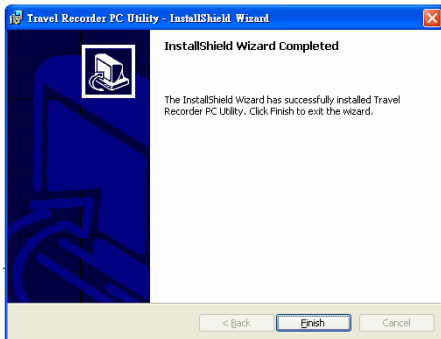 Travel Recorder PC Utility - InstallShield Wizard
InstallShield Wizard Completed
The InstallShield Wizard has successfully installed Travel
Recorder PC Utility. Click Finish to exit the wizard.
< Back
Finish
Cancel